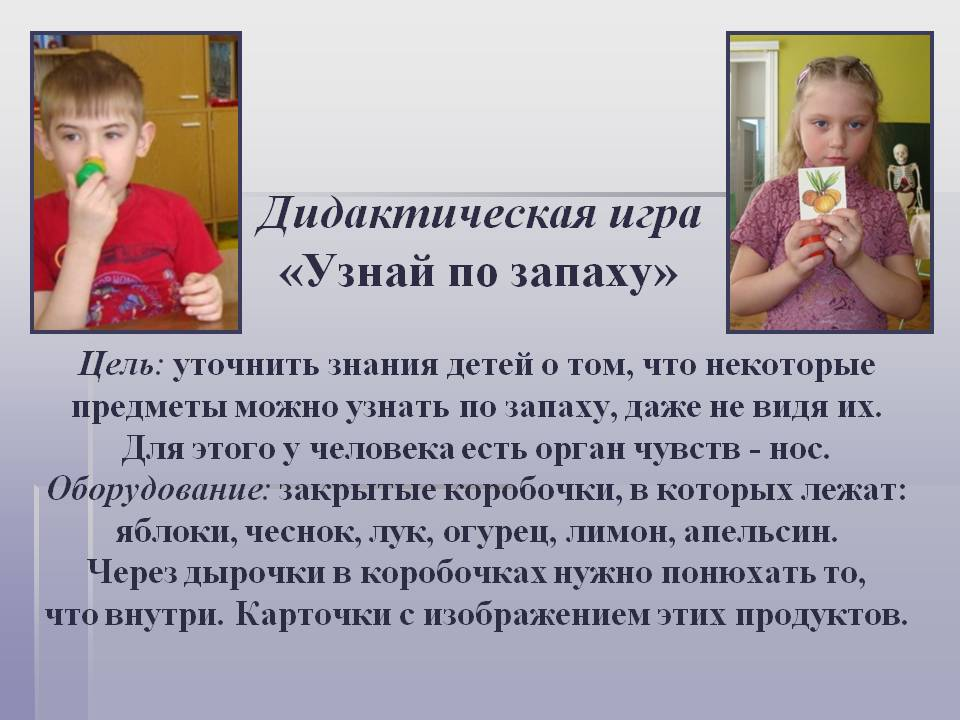 Дидактическая игра
«Узнай по запаху»
Цель: уточнить знания детей о том, что некоторые
предметы можно узнать по запаху, даже не видя их.
Для этого у человека есть орган чувств - нос.
Оборудование: закрытые коробочки, в которых лежат:
яблоки, чеснок, лук, огурец, лимон, апельсин.
Через дырочки в коробочках нужно понюхать то,
что внутри. Карточки с изображением этих продуктов.